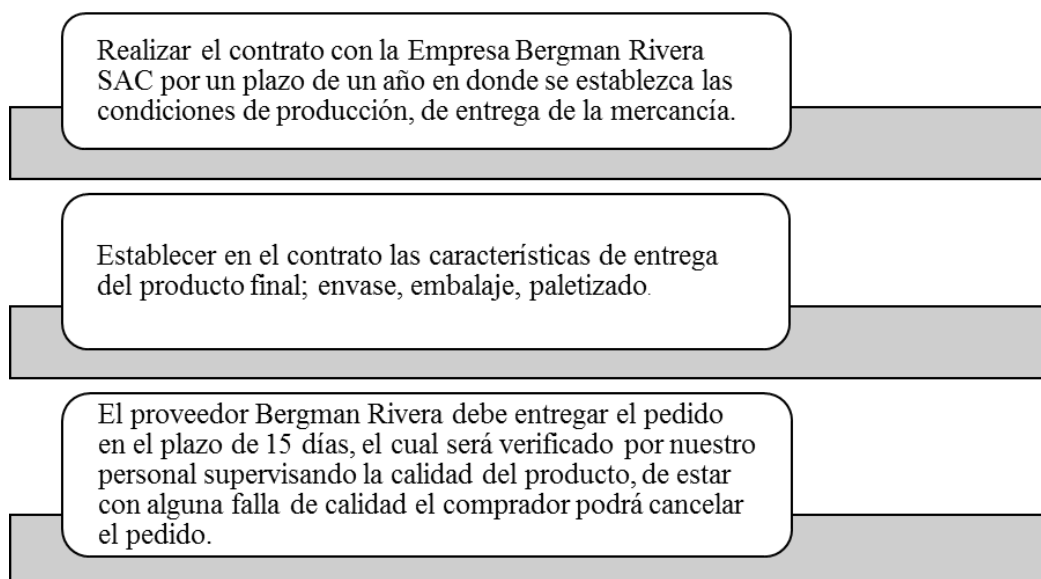 Realizar el contrato con la Empresa Bergman Rivera
SAC por un plazo de un año en donde se establezca las
condiciones de producción, de entrega de la mercancía.
Establecer en el contrato las características de entrega
del producto final; envase, embalaje, paletizado.
El proveedor Bergman Rivera debe entregar el pedido
en el plazo de 15 días, el cual será verificado por nuestro
personal supervisando la calidad del producto, de estar
con alguna falla de calidad el comprador podrá cancelar
el pedido.